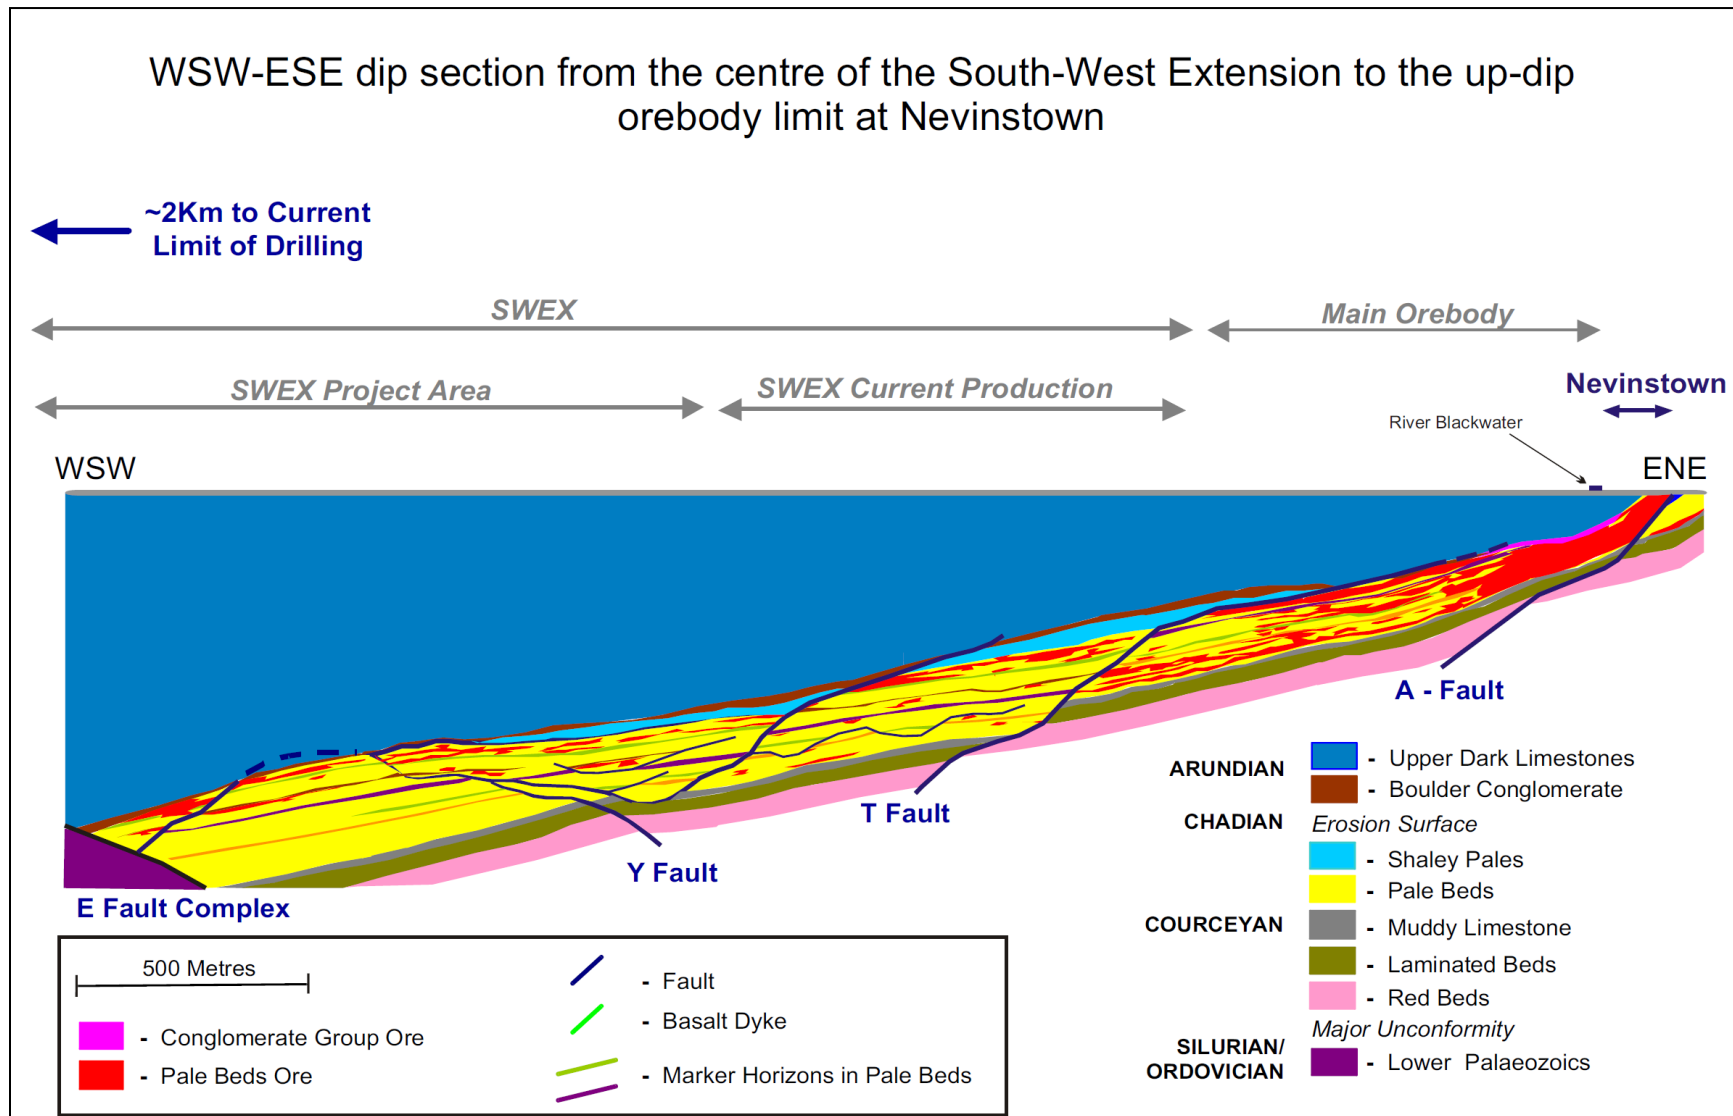 WSW-ESE dip section from the centre of the South-West Extension to the up-dip
orebody limit at Nevinstown
~2Km to Current
Limit of Drilling
SWEX
Main Orebody
SWEX Project Area
SWEX Current Production
Nevinstown
River Blackwater
WSW
ENE
A - Fault
T Fault
Y Fault
E Fault Complex
ARUNDIAN
- Upper Dark Limestones
- Boulder Conglomerate
CHADIAN
Erosion Surface
- Shaley Pales
- Pale Beds
COURCEYAN
- Muddy Limestone
- Laminated Beds
- Red Beds
Major Unconformity
SILURIAN/
ORDOVICIAN
- Lower Palaeozoics
500 Metres
- Conglomerate Group Ore
- Pale Beds Ore
- Fault
- Basalt Dyke
- Marker Horizons in Pale Beds